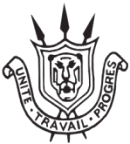 UNITE · TRAVAIL · PROGRES